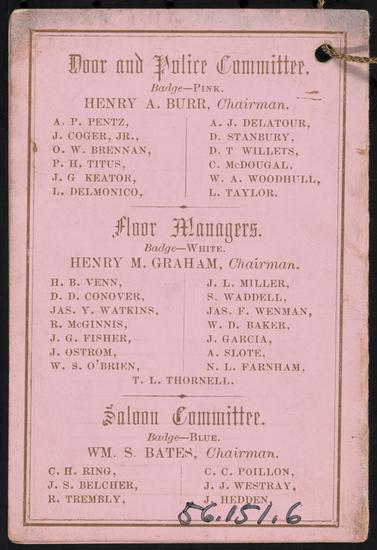 Door and Police Committee.
Badge—Pink.
HENRY A. BURR, Chairman.
A. P. PENTZ,
J. COGER, JR.,
O. W. BRENNAN,
P. H. TITUS,
J. G KEATOR,
L. DELMONICO,
A. J. DELATOUR,
D. STANBURY,
D. T WILLETS,
C. McDOUGAL.
W. A. WOODHULL,
L. TAYLOR.
Floor Managers.
Badge—White.
HENRY M. GRAHAM, Chairman.
H. B. VENN,
D. D. CONOVER,
JAS. Y. WATKINS,
R. McGINNIS,
J. G. FISHER,
J. OSTROM,
W. S. O'BRIEN,
J. L. MILLER,
S. WADDELL,
JAS. F. WENMAN,
W. D. BAKER,
J. GARCIA,
A. SLOTE,
N. L. FARNHAM,
T. L. THORNELL.
Saloon Committee.
Badge—Blue.
WM. S. BATES, Chairman.
C. H. RING,
J. S. BELCHER,
R. TREMBLY,
C. C. POILLON,
J. J. WESTRAY,
J. HEDDEN,
56.151.6